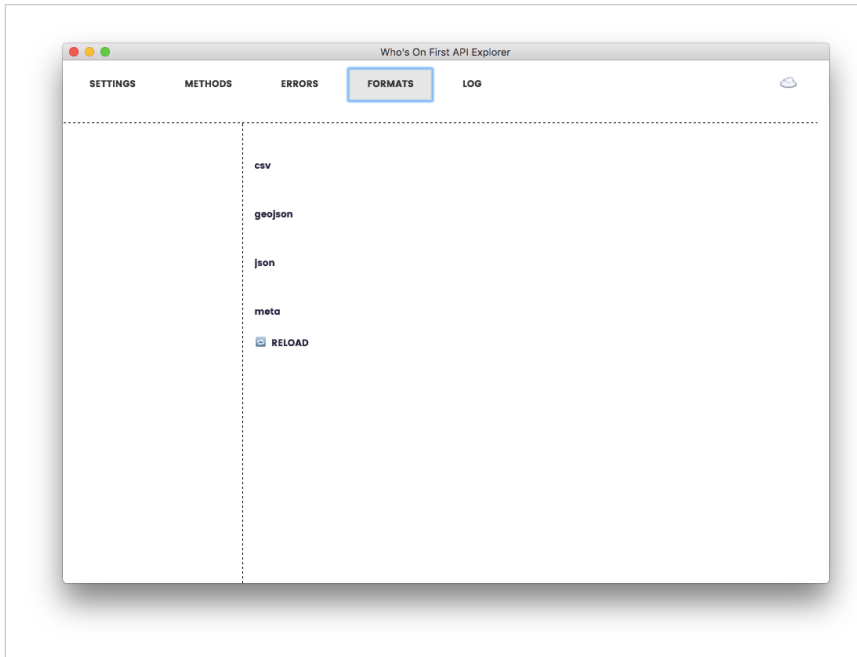 Who's On First API Explorer
SETTINGS METHODS ERRORS FORMATS LOG
csv
geojson
json
meta
RELOAD